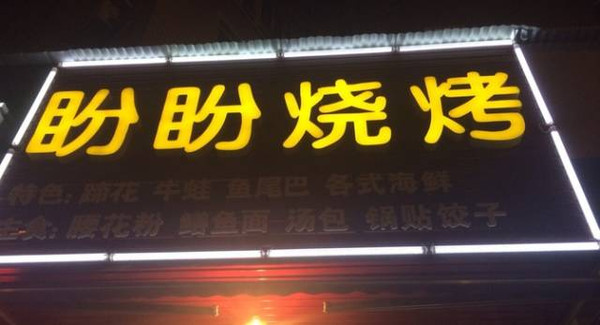 盼盼烧烤
特色：蹄花 牛蛙 鱼尾巴 各式海鲜
主食：腰花粉 鳝鱼面 汤包 锅贴饺子